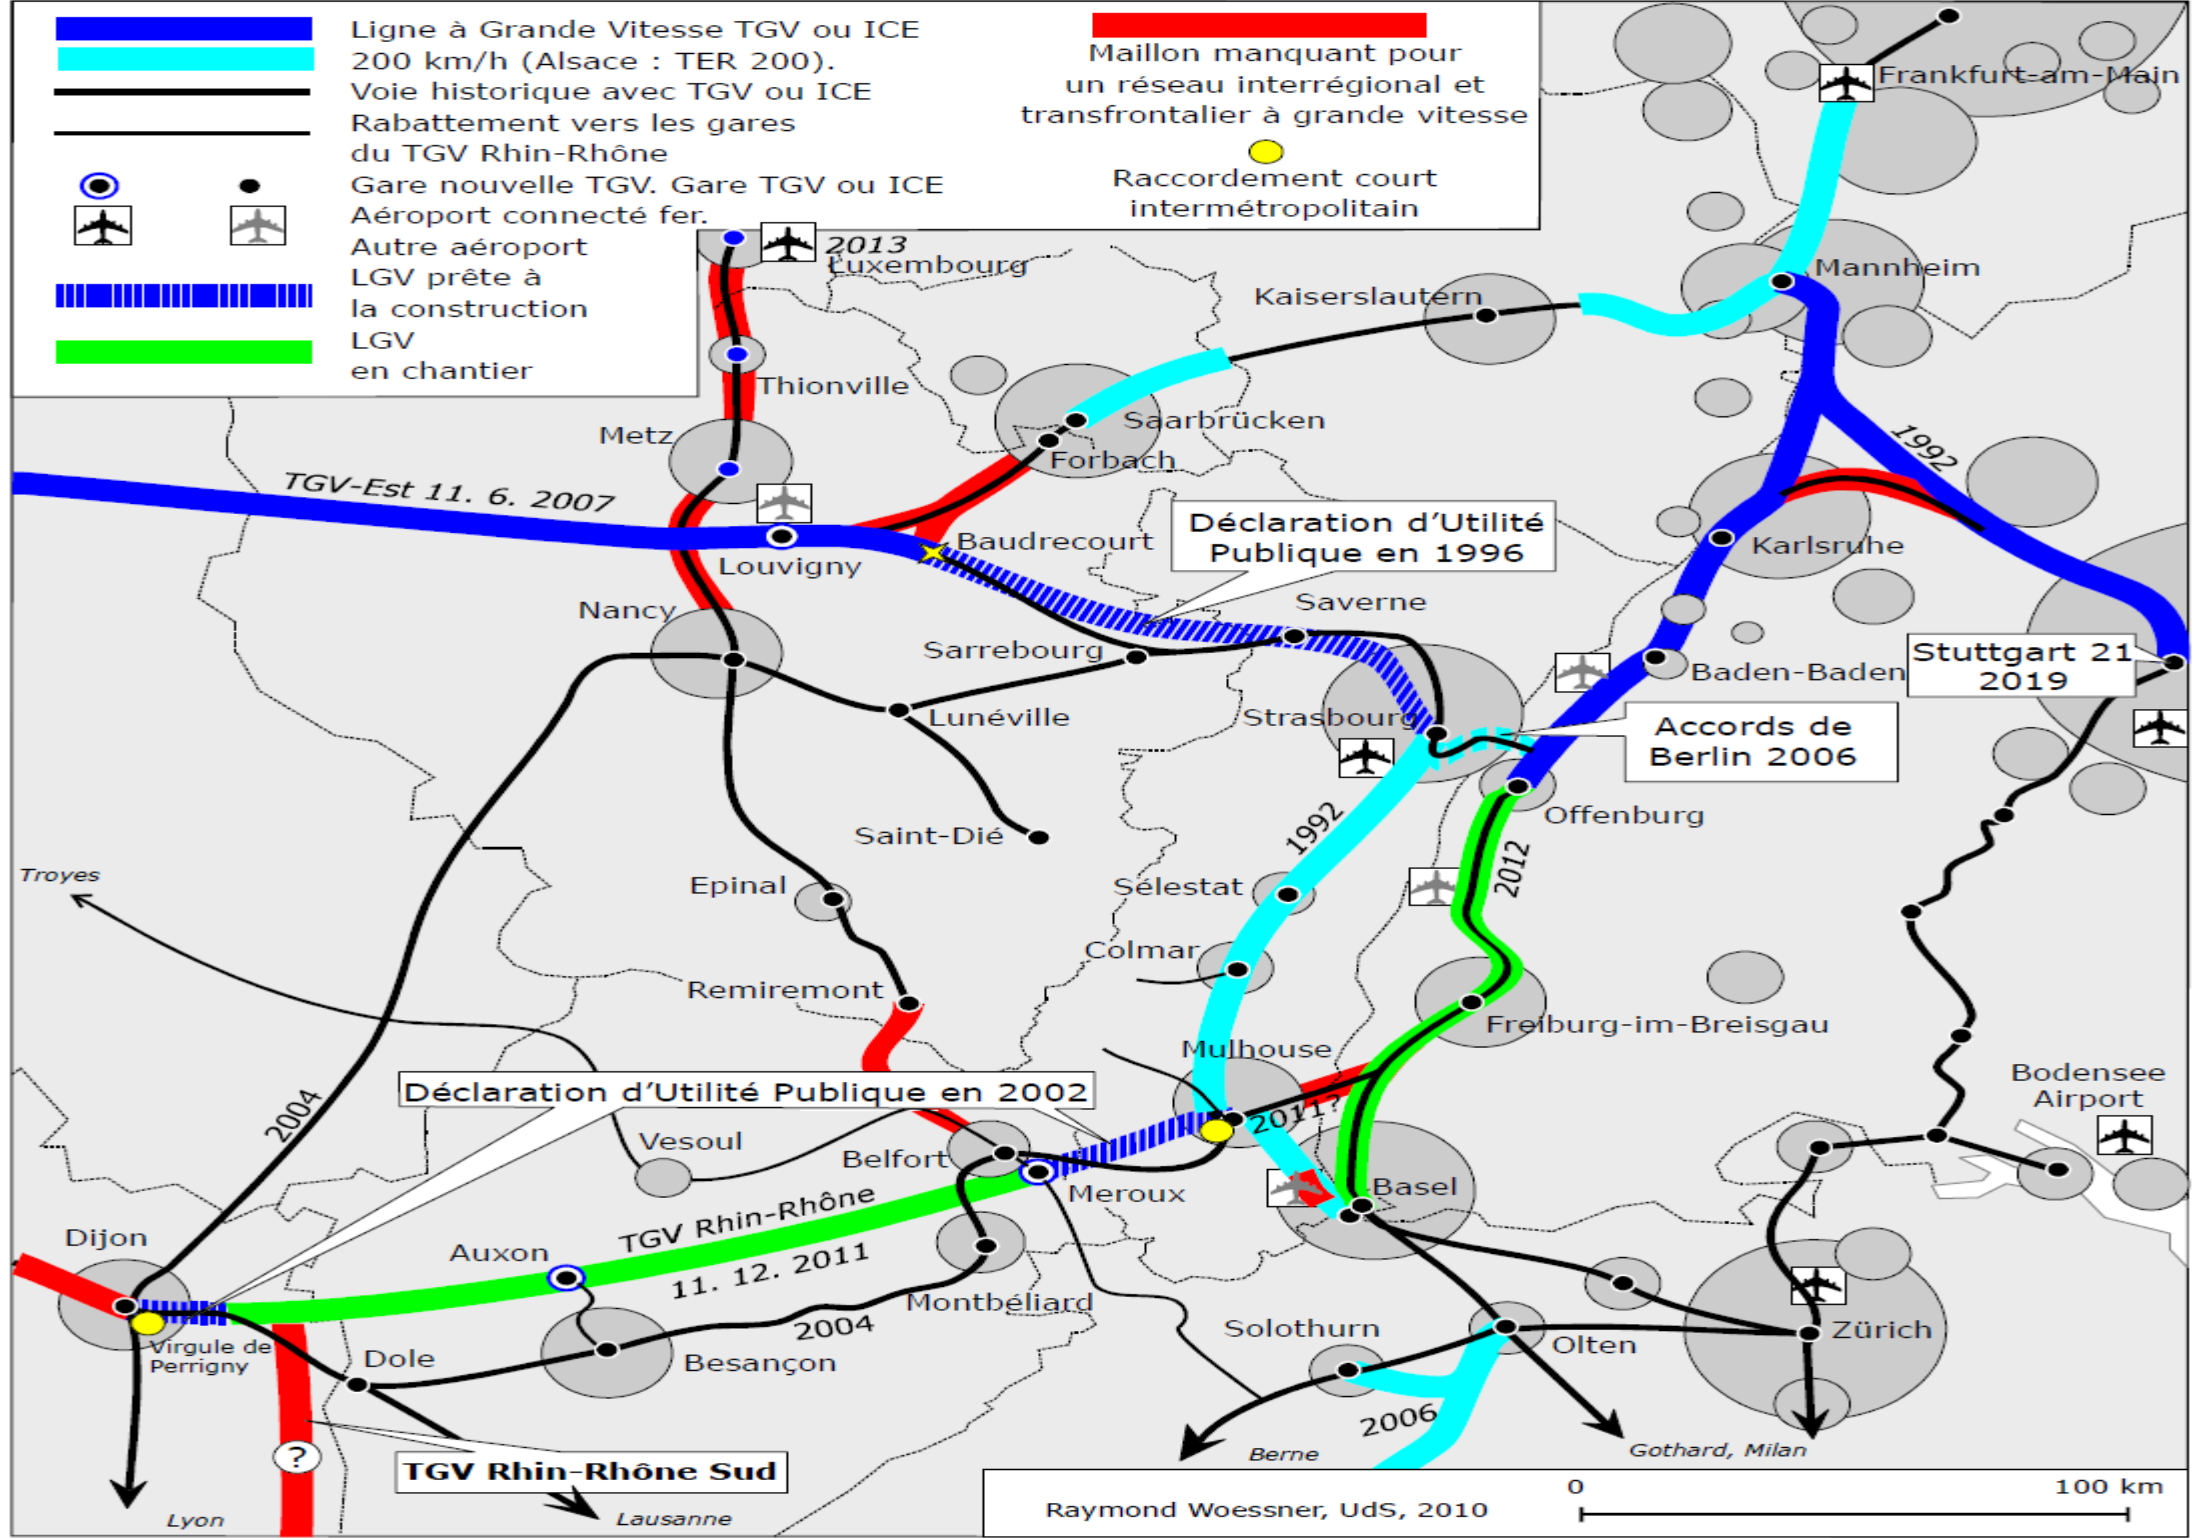 Ligne à Grande Vitesse TGV ou ICE
200 km/h (Alsace : TER 200).
Voie historique avec TGV ou ICE
Rabattement vers les gares
du TGV Rhin-Rhône
Gare nouvelle TGV. Gare TGV ou ICE
Aéroport connecté fer.
Autre aéroport
LGV prête à
la construction
LGV
en chantier
Maillon manquant pour
un réseau interrégional et
transfrontalier à grande vitesse
Raccordement court
intermétropolitain
Frankfurt-am-Main
2013
Luxembourg
Mannheim
Kaiserslautern
Thionville
Saarbrücken
Metz
Forbach
1992
TGV-Est 11. 6. 2007
Déclaration d'Utilité
Publique en 1996
Baudrecourt
Karlsruhe
Louvigny
Nancy
Saverne
Sarrebourg
Stuttgart 21
2019
Baden-Baden
Lunéville
Strasbourg
Accords de
Berlin 2006
Offenburg
1992
Saint-Dié
2012
Troyes
Epinal
Sélestat
Colmar
Remiremont
Freiburg-im-Breisgau
Mulhouse
Bodensee
Airport
Déclaration d'Utilité Publique en 2002
2004
2011?
Vesoul
Belfort
Meroux
Basel
TGV Rhin-Rhône
11. 12. 2011
Dijon
Auxon
Montbéliard
2004
Solothurn
Olten
Zürich
Virgule de
Perrigny
Dole
Besançon
2006
?
TGV Rhin-Rhône Sud
Berne
Gothard, Milan
Lyon
Lausanne
Raymond Woessner, UdS, 2010
0
100 km